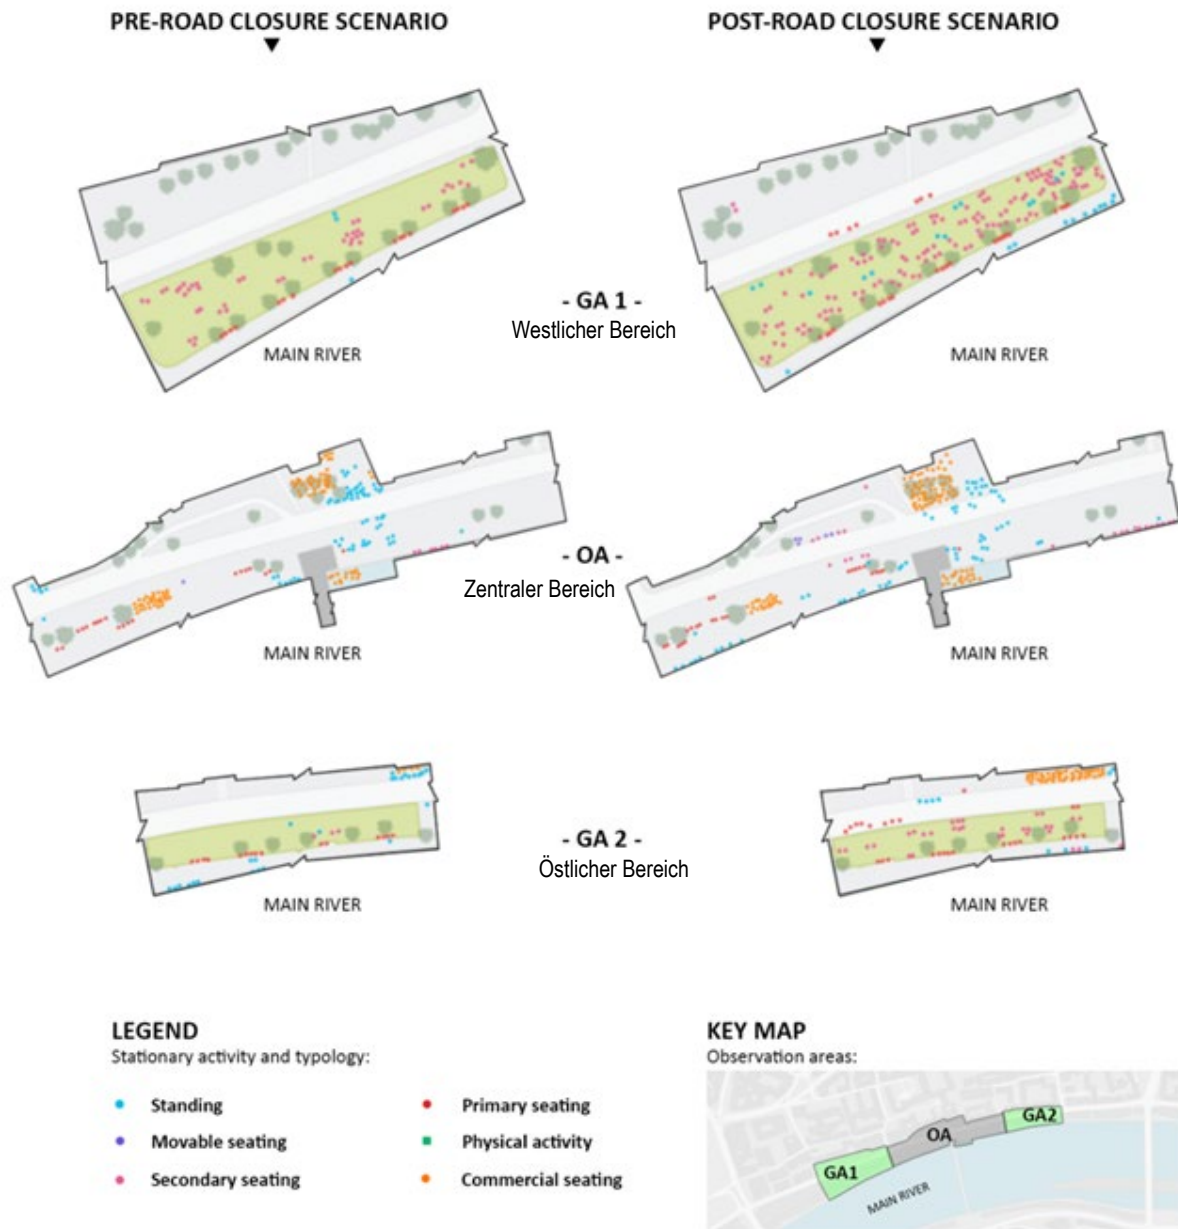 PRE-ROAD CLOSURE SCENARIO
POST-ROAD CLOSURE SCENARIO
- GA 1 -
Westlicher Bereich
MAIN RIVER
MAIN RIVER
- OA -
Zentraler Bereich
MAIN RIVER
MAIN RIVER
- GA 2 -
Östlicher Bereich
MAIN RIVER
MAIN RIVER
LEGEND
Stationary activity and typology:
Standing
Movable seating
Secondary seating
Primary seating
Physical activity
Commercial seating
KEY MAP
Observation areas:
GA2
OA
GA1
MAIN RIVER